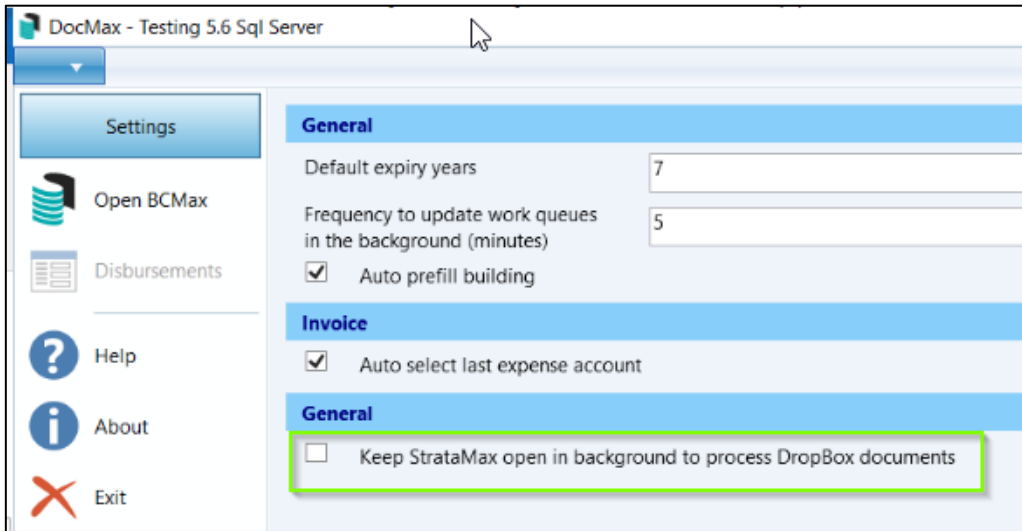 DocMax - Testing 5.6 Sql Server
Settings
Open BCMax
Disbursements
Help
About
Exit
General
Default expiry years
7
Frequency to update work queues
in the background (minutes)
5
Auto prefill building
Invoice
Auto select last expense account
General
Keep StrataMax open in background to process DropBox documents